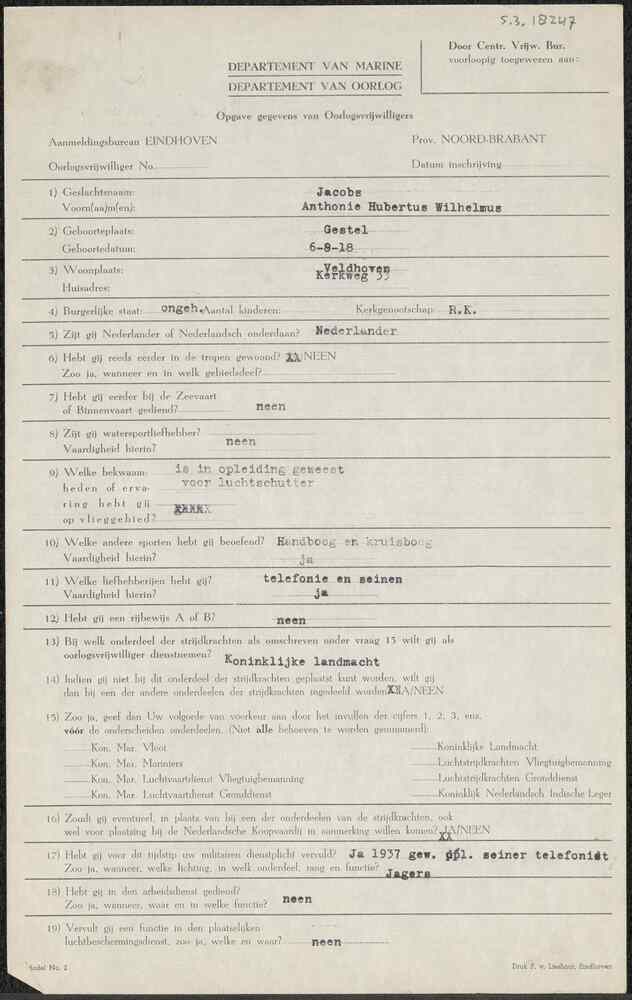 5.3. 18247
Door Centr. Vrijw. Bur.
voorloopig toegewezen aan:
DEPARTEMENT VAN MARINE
DEPARTEMENT VAN OORLOG
Opgave gegevens van Oorlogsvrijwilligers
Aanmeldingsbureau EINDHOVEN Prov. NOORD-BRABANT
Oorlogsvrijwilliger No. Datum inschrijving
1) Geslachtsnaam: Jacobs
Voorn(aa)m(en): Anthonie Hubertus Wilhelmus
2) Geboorteplaats: Gestel
Geboortedatum: 6-8-18
3) Woonplaats: Veldhoven
Huisadres: Kerkweg 33
4) Burgerlijke staat: ongeh. Aantal kinderen: Kerkgenootschap: R.K.
5) Zijt gij Nederlander of Nederlandsch onderdaan? Nederlander
6) Hebt gij reeds eerder in de tropen gewoond? XX/NEEN
Zoo ja, wanneer en in welk gebiedsdeel?
7) Hebt gij eerder bij de Zeevaart
of Binnenvaart gediend? neen
8) Zijt gij watersportliefhebber?
Vaardigheid hierin? neen
9) Welke bekwaam- is in opleiding geweest
heden of erva- voor luchtschutter
ring hebt gij
op vlieggebied?
10) Welke andere sporten hebt gij beoefend? Handboog en kruisboog
Vaardigheid hierin? ja
11) Welke liefhebberijen hebt gij? telefonie en seinen
Vaardigheid hierin? ja
12) Hebt gij een rijbewijs A of B? neen
13) Bij welk onderdeel der strijdkrachten als omschreven onder vraag 15 wilt gij als
oorlogsvrijwilliger dienstnemen? Koninklijke landmacht
14) Indien gij niet bij dit onderdeel der strijdkrachten geplaatst kunt worden, wilt gij
dan bij een der andere onderdeelen der strijdkrachten ingedeeld worden? JA/NEEN
15) Zoo ja, geef dan Uw volgorde van voorkeur aan door het invullen der cijfers 1, 2, 3, enz.
vóór de onderscheiden onderdeelen. (Niet alle behoeven te worden genummerd):
Kon. Mar. Vloot Koninklijke Landmacht
Kon. Mar. Mariniers Luchtstrijdkrachten Vliegtuigbemanning
Kon. Mar. Luchtvaartdienst Vliegtuigbemanning Luchtstrijdkrachten Gronddienst
Kon. Mar. Luchtvaartdienst Gronddienst Koninklijk Nederlandsch Indische Leger
16) Zoudt gij eventueel, in plaats van bij een der onderdeelen van de strijdkrachten, ook
wel voor plaatsing bij de Nederlandsche Koopvaardij in aanmerking willen komen? JA/NEEN
17) Hebt gij voor dit tijdstip uw militairen dienstplicht vervuld? Ja 1937 gew. dpl. seiner telefonist
Zoo ja, wanneer, welke lichting, in welk onderdeel, rang en functie? Jagers
18) Hebt gij in den arbeidsdienst gediend?
Zoo ja, wanneer, waar en in welke functie? neen
19) Vervult gij een functie in den plaatselijken
luchtbeschermingsdienst, zoo ja, welke en waar? neen
Model No. 2 Druk F. v. Lieshout, Eindhoven